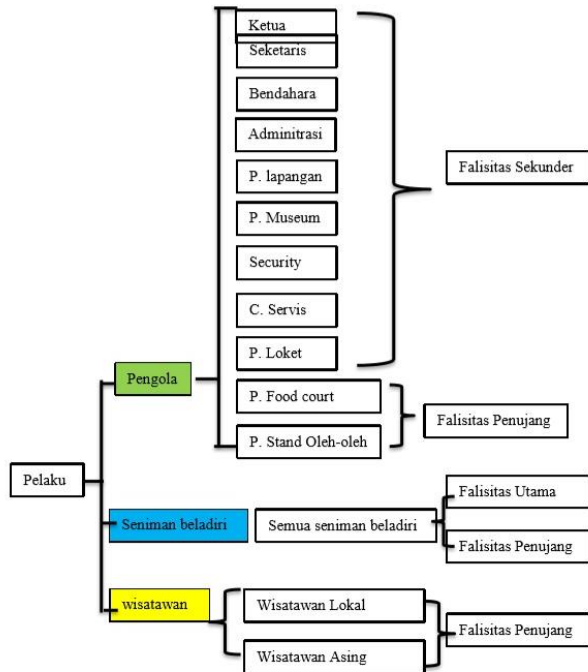 Ketua
Seketaris
Bendahara
Adminitrasi
P. lapangan
P. Museum
Security
C. Servis
P. Loket
Falisitas Sekunder
Pengola
P. Food court
P. Stand Oleh-oleh
Falisitas Penujang
Pelaku
Seniman beladiri
Semua seniman beladiri
Falisitas Utama
Falisitas Penujang
wisatawan
Wisatawan Lokal
Wisatawan Asing
Falisitas Penujang